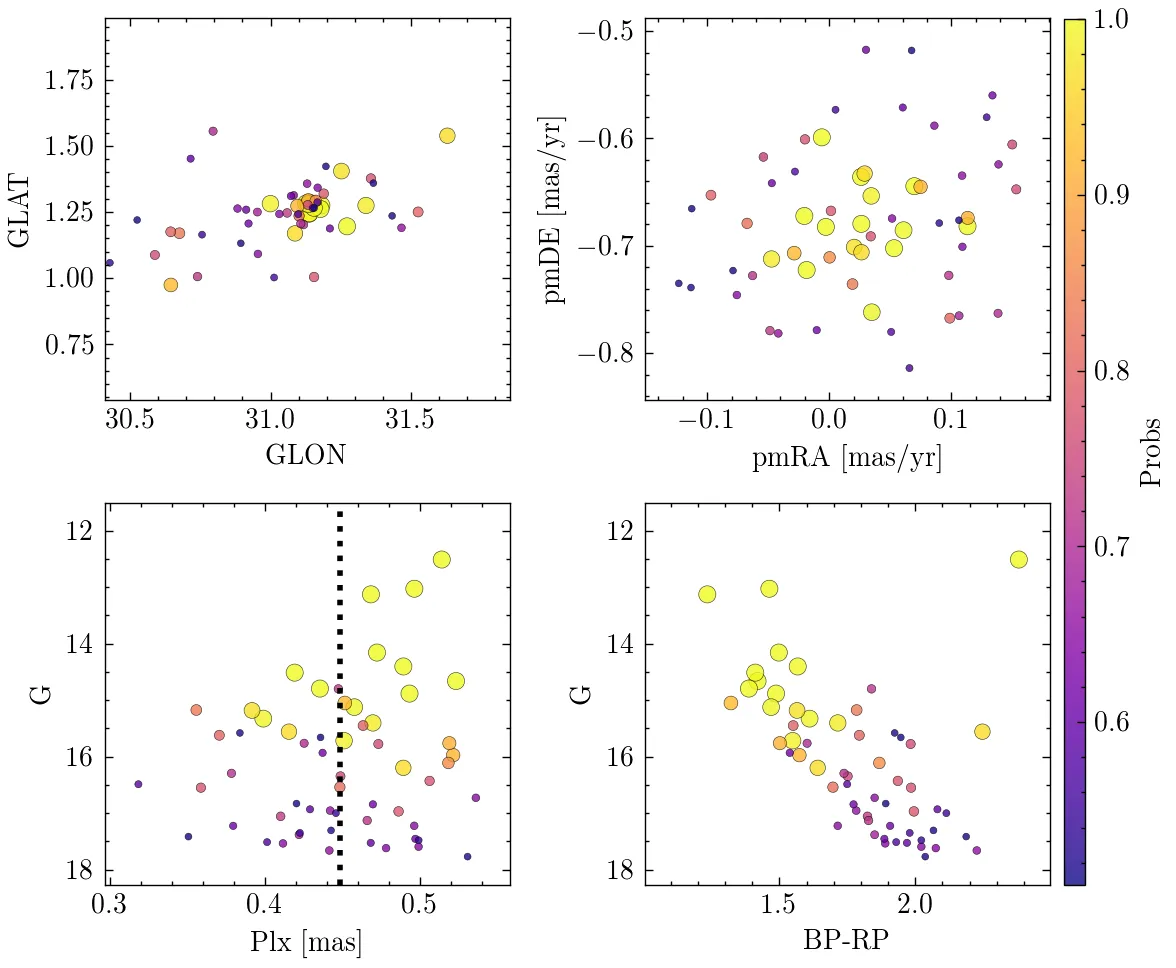 1.75
1.50
1.25
1.00
0.75
GLAT
30.5 31.0 31.5
GLON
−0.5
−0.6
−0.7
−0.8
pmDE [mas/yr]
−0.1 0.0 0.1
pmRA [mas/yr]
12
14
16
18
G
0.3 0.4 0.5
Plx [mas]
12
14
16
18
G
1.5 2.0
BP-RP
1.0
0.9
0.8
0.7
0.6
Probs